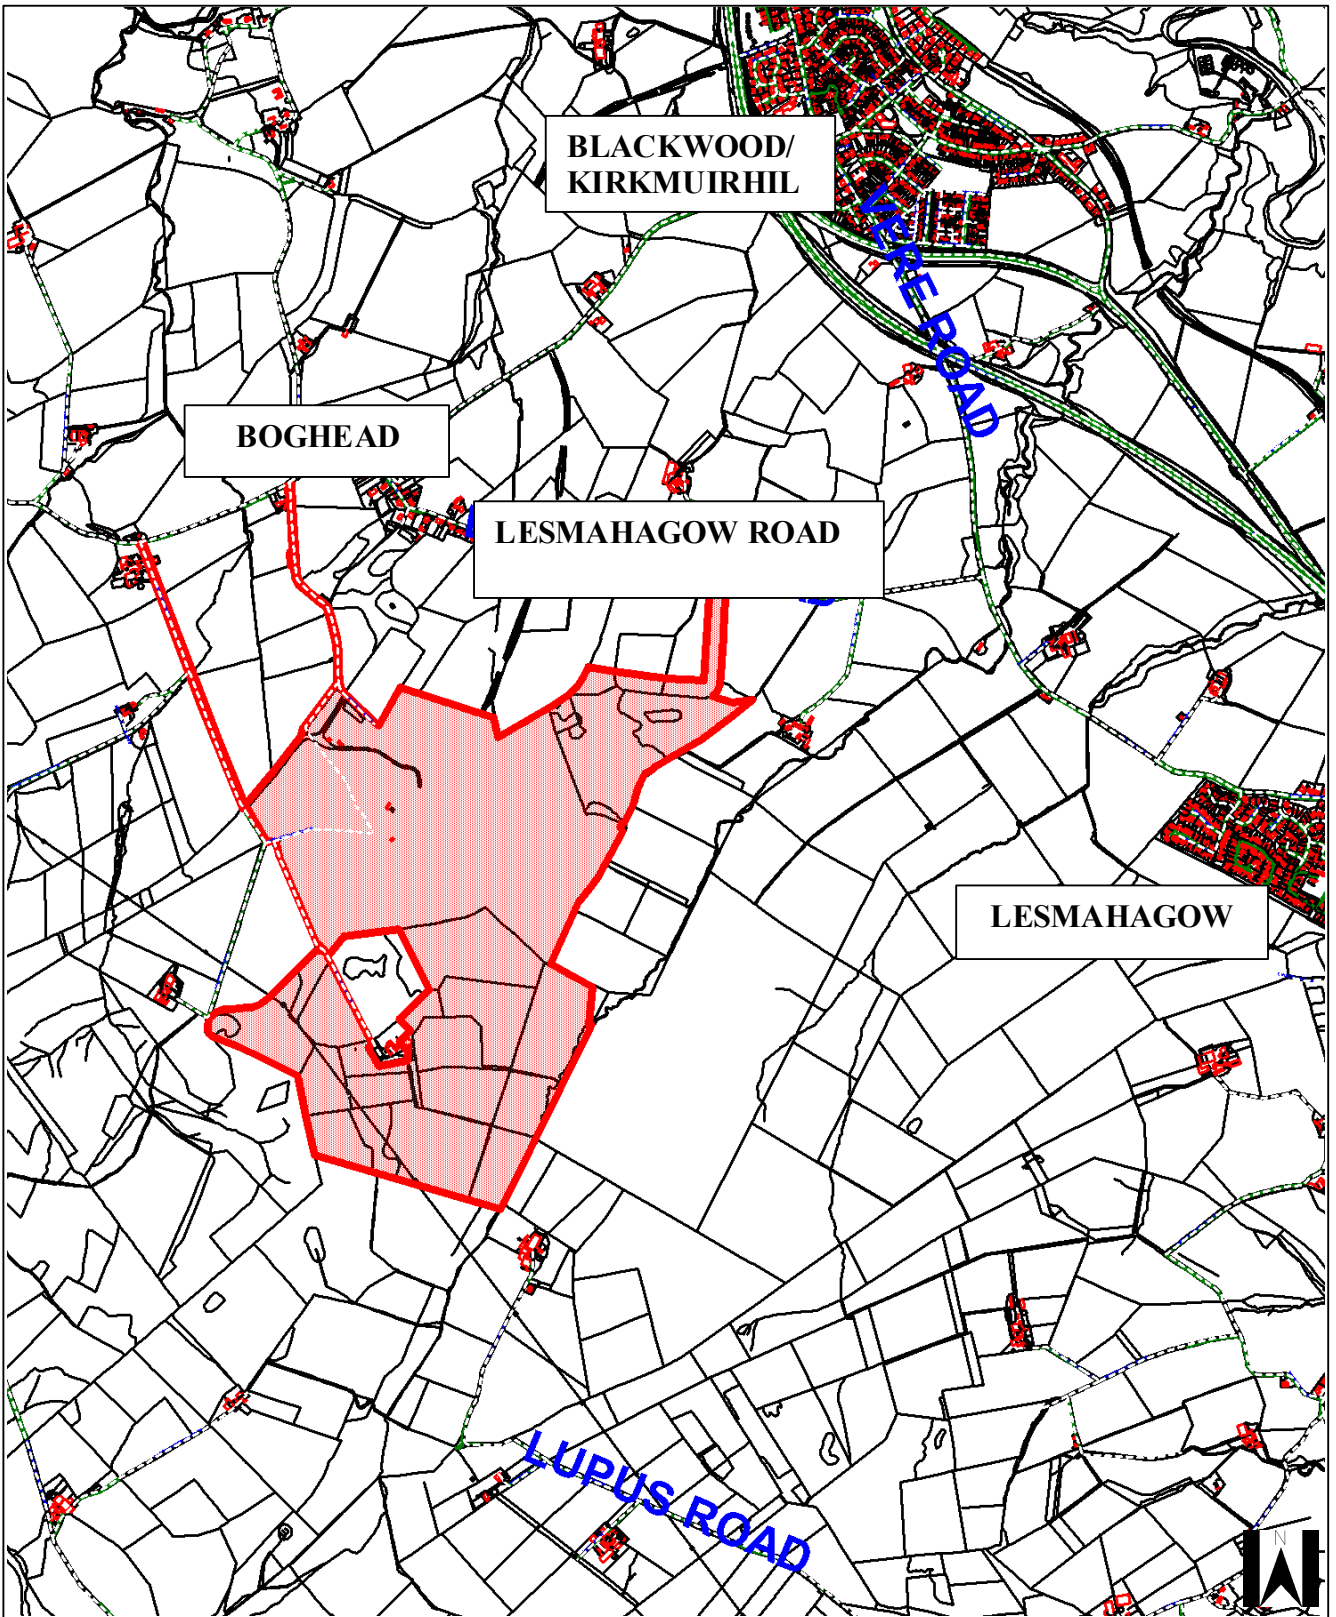 BLACKWOOD/
KIRKMUIRHIL
VERE ROAD
BOGHEAD
LESMAHAGOW ROAD
LESMAHAGOW
LUPUS ROAD
N